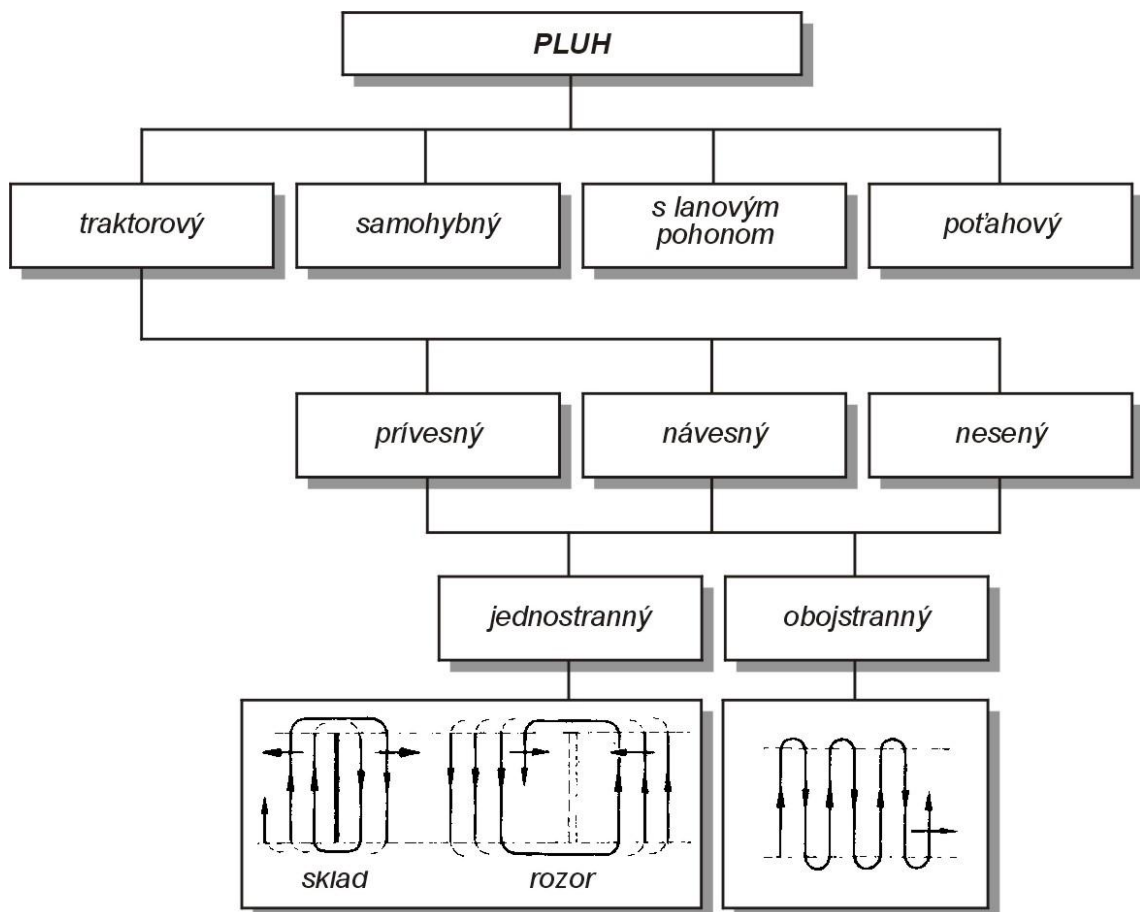 PLUH
traktorový
samohybný
s lanovým
pohonom
poťahový
prívesný
návesný
nesený
jednostranný
obojstranný
sklad
rozor